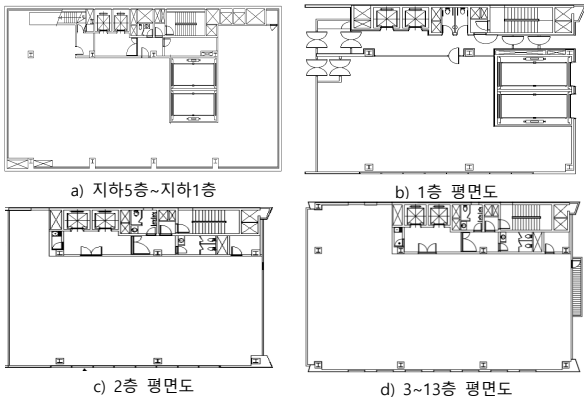 a) 지하5층~지하1층
b) 1층 평면도
c) 2층 평면도
d) 3~13층 평면도